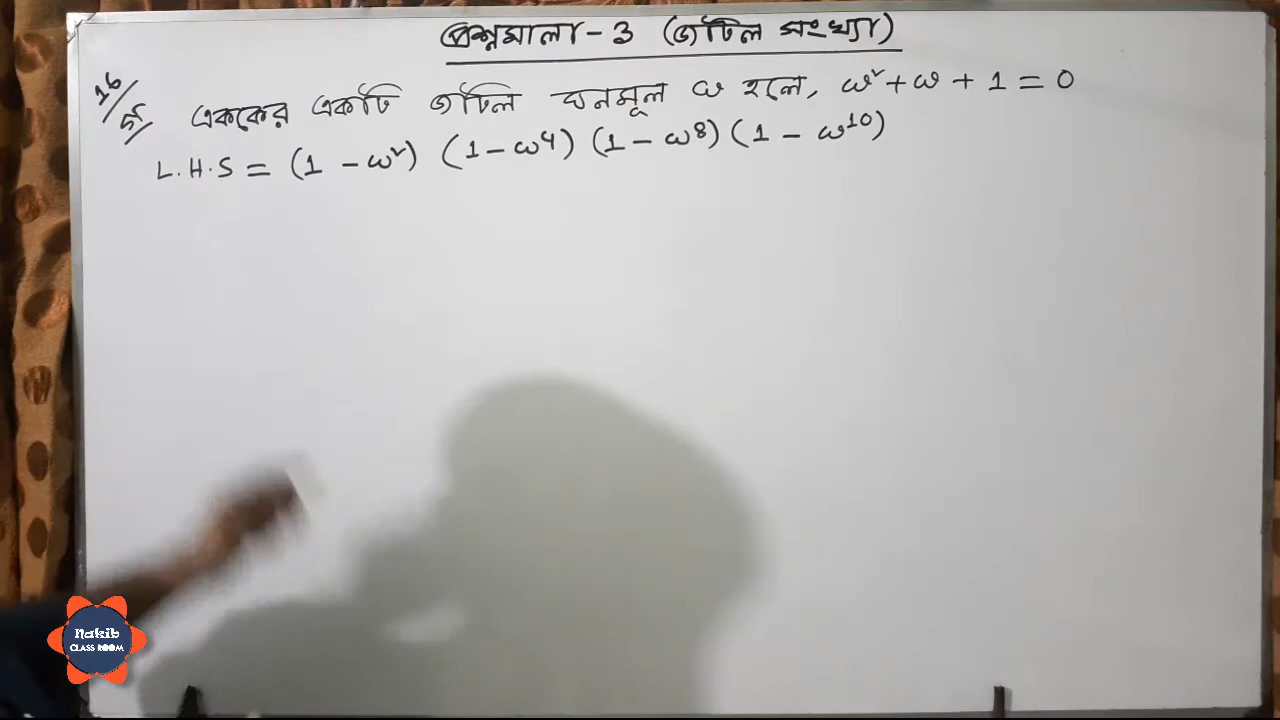 প্রশ্নমালা - 3 (জটিল সংখ্যা)
16/
এককের একটি জটিল ঘনমূল ω হলে, ω² + ω + 1 = 0
L.H.S = (1 - ω²) (1 - ω4) (1 - ω8) (1 - ω10)
Nakib
CLASS ROOM